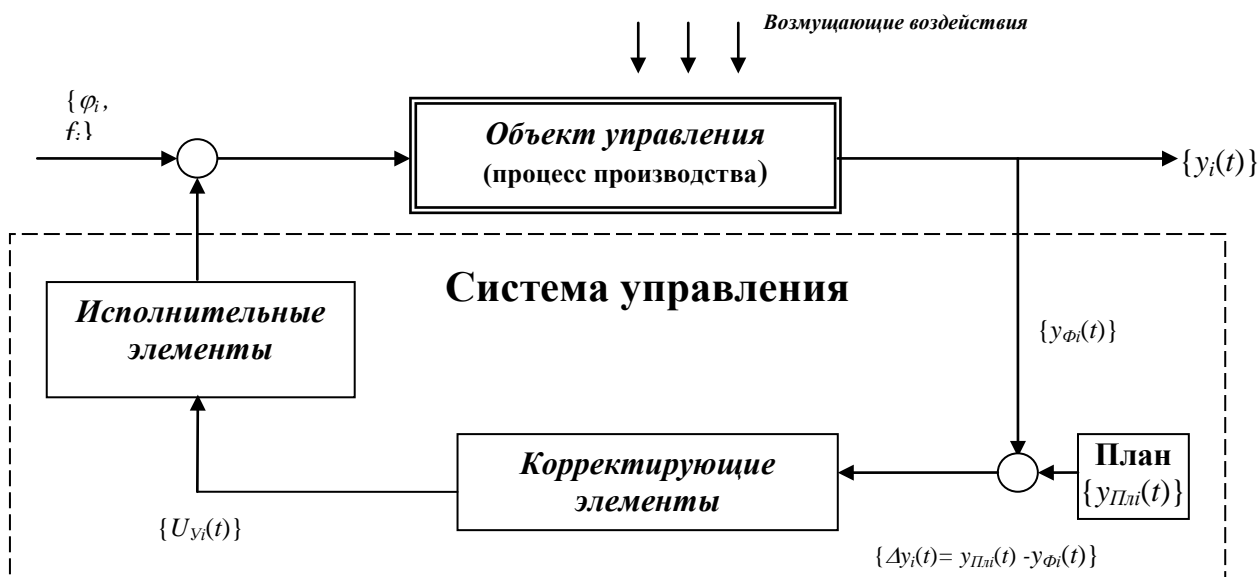 Возмущающие воздействия
{φi,
fi}
Объект управления
(процесс производства)
{yi(t)}
Система управления
Исполнительные
элементы
{yФi(t)}
Корректирующие
элементы
План
{yПлi(t)}
{UУi(t)}
{Δyi(t)= yПлi(t) -yФi(t)}